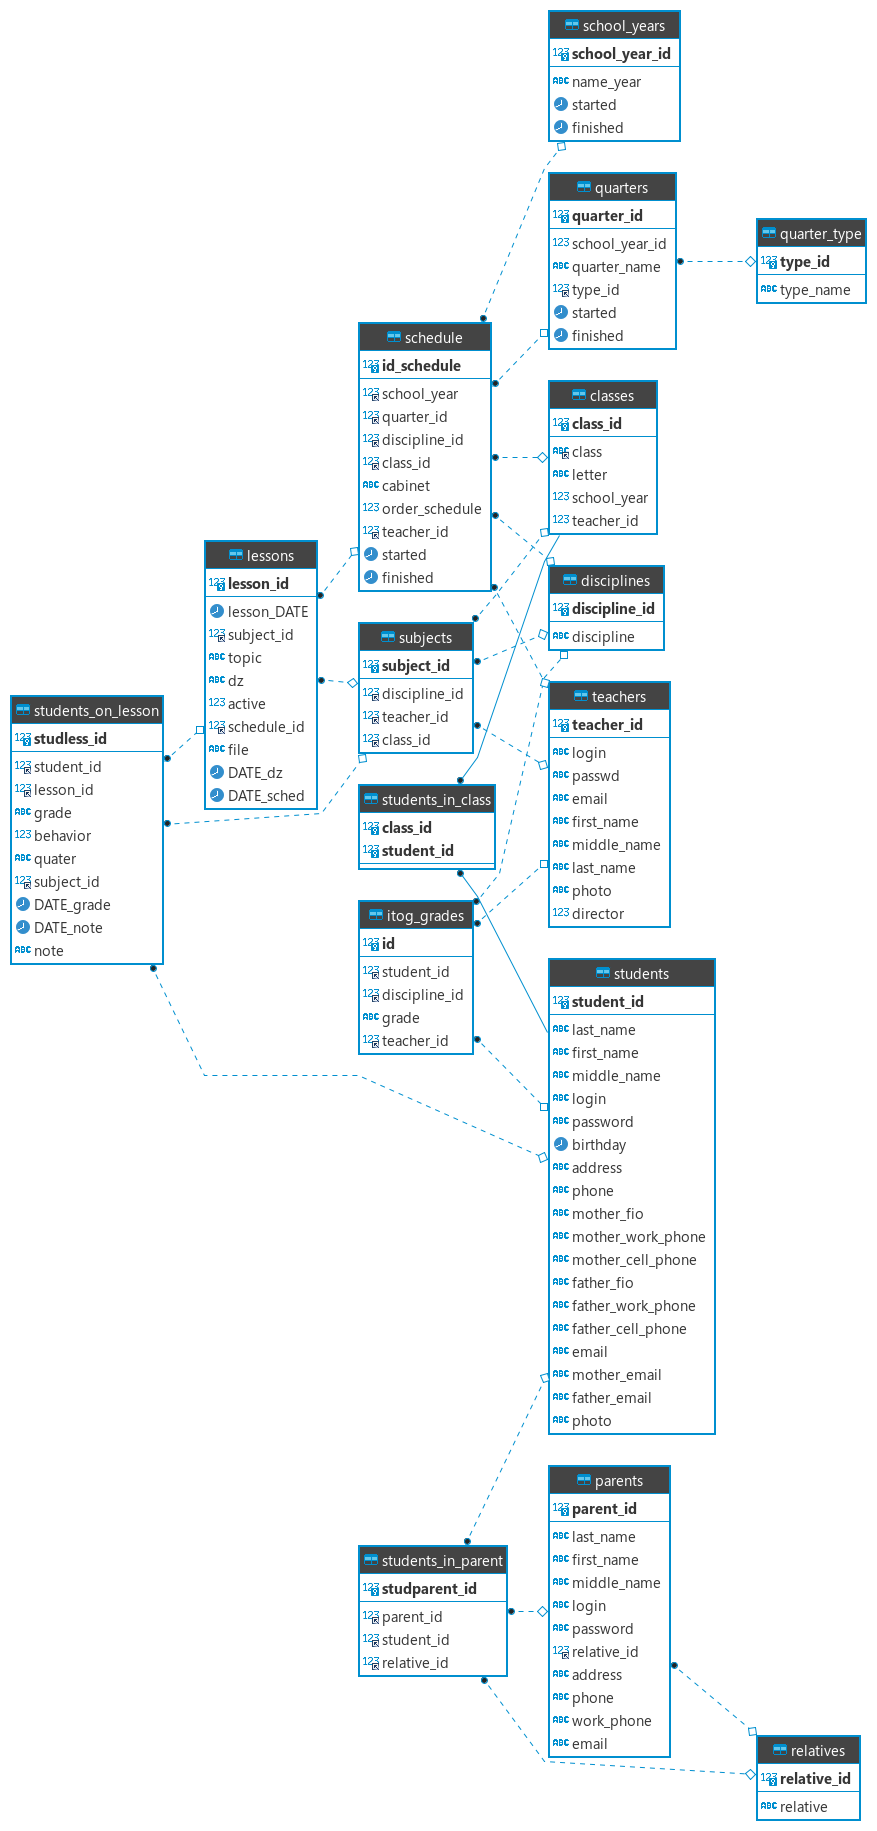 school_years
school_year_id
name_year
started
finished
quarters
quarter_id
school_year_id
quarter_name
type_id
started
finished
quarter_type
type_id
type_name
schedule
id_schedule
school_year
quarter_id
discipline_id
class_id
cabinet
order_schedule
teacher_id
started
finished
classes
class_id
class
letter
school_year
teacher_id
lessons
lesson_id
lesson_DATE
subject_id
topic
dz
active
schedule_id
file
DATE_dz
DATE_sched
disciplines
discipline_id
discipline
subjects
subject_id
discipline_id
teacher_id
class_id
teachers
teacher_id
login
passwd
email
first_name
middle_name
last_name
photo
director
students_on_lesson
studless_id
student_id
lesson_id
grade
behavior
quater
subject_id
DATE_grade
DATE_note
note
students_in_class
class_id
student_id
itog_grades
id
student_id
discipline_id
grade
teacher_id
students
student_id
last_name
first_name
middle_name
login
password
birthday
address
phone
mother_fio
mother_work_phone
mother_cell_phone
father_fio
father_work_phone
father_cell_phone
email
mother_email
father_email
photo
parents
parent_id
last_name
first_name
middle_name
login
password
relative_id
address
phone
work_phone
email
students_in_parent
studparent_id
parent_id
student_id
relative_id
relatives
relative_id
relative